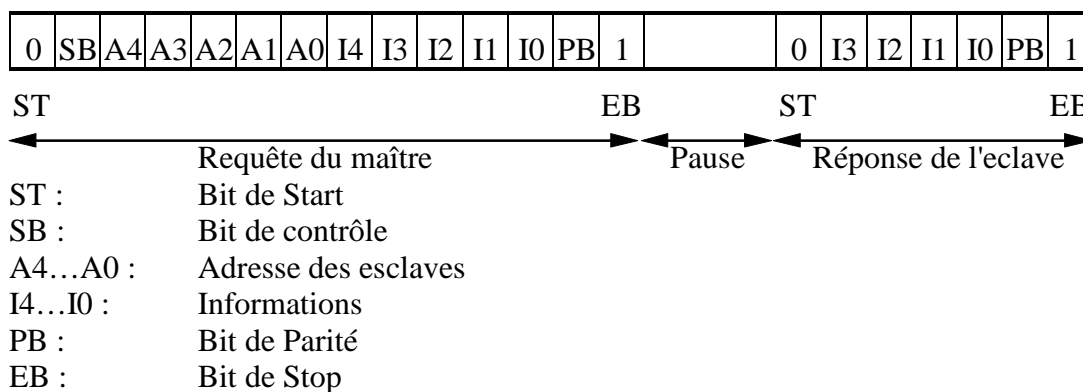 0 SB A4 A3 A2 A1 A0 I4 I3 I2 I1 I0 PB 1 0 I3 I2 I1 I0 PB 1
ST EB ST EB
Requête du maître Pause Réponse de l'eclave
ST : Bit de Start
SB : Bit de contrôle
A4…A0 : Adresse des esclaves
I4…I0 : Informations
PB : Bit de Parité
EB : Bit de Stop